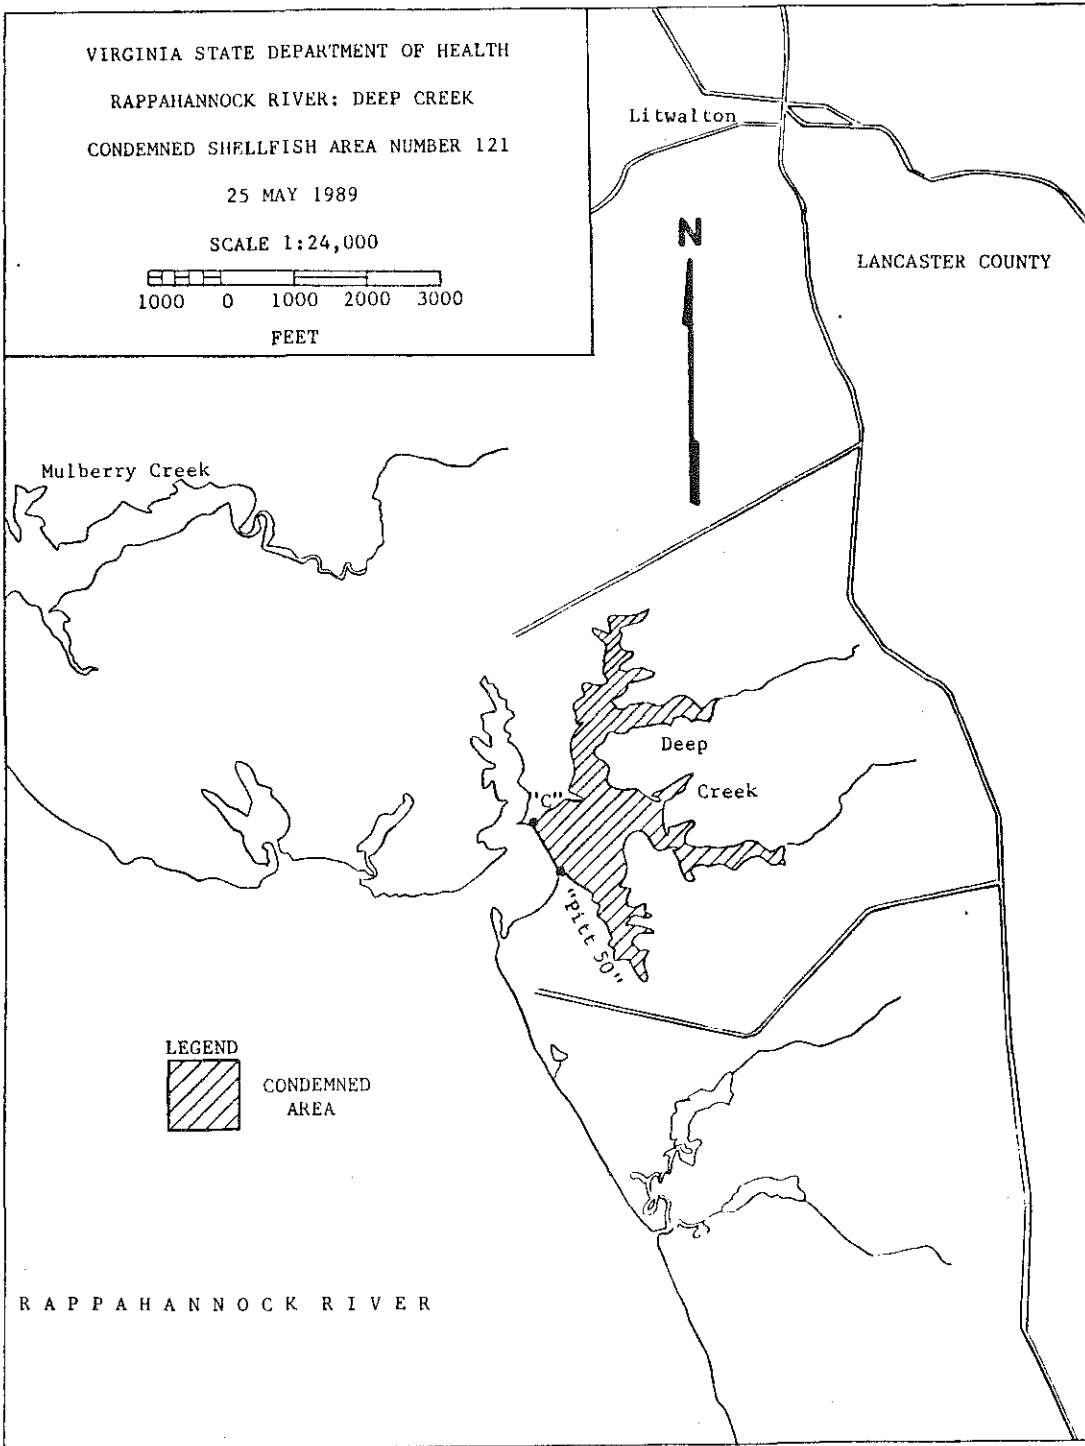 VIRGINIA STATE DEPARTMENT OF HEALTH
RAPPAHANNOCK RIVER: DEEP CREEK
CONDEMNED SHELLFISH AREA NUMBER 121
25 MAY 1989
SCALE 1:24,000
1000 0 1000 2000 3000
FEET
Litwalton
N
LANCASTER COUNTY
Mulberry Creek
Deep
Creek
"C"
"Pitt 50"
LEGEND
CONDEMNED
AREA
RAPPAHANNOCK RIVER